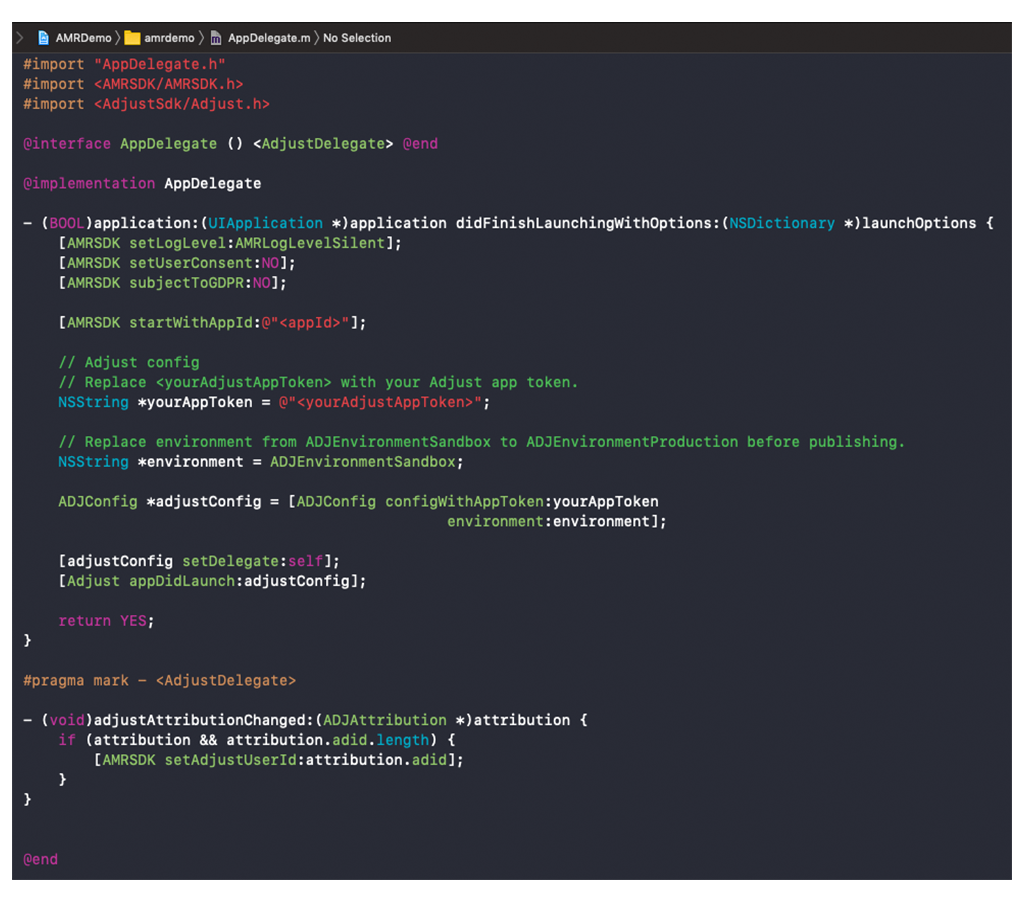 AMRDemo 〉 amrdemo 〉 AppDelegate.m 〉 No Selection
#import "AppDelegate.h"
#import <AMRSDK/AMRSDK.h>
#import <AdjustSdk/Adjust.h>
@interface AppDelegate () <AdjustDelegate> @end
@implementation AppDelegate
- (BOOL)application:(UIApplication *)application didFinishLaunchingWithOptions:(NSDictionary *)launchOptions {
    [AMRSDK setLogLevel:AMRLogLevelSilent];
    [AMRSDK setUserConsent:NO];
    [AMRSDK subjectToGDPR:NO];
    [AMRSDK startWithAppId:@"<appId>"];
    // Adjust config
    // Replace <yourAdjustAppToken> with your Adjust app token.
    NSString *yourAppToken = @"<yourAdjustAppToken>";
    // Replace environment from ADJEnvironmentSandbox to ADJEnvironmentProduction before publishing.
    NSString *environment = ADJEnvironmentSandbox;
    ADJConfig *adjustConfig = [ADJConfig configWithAppToken:yourAppToken
                                                environment:environment];
    [adjustConfig setDelegate:self];
    [Adjust appDidLaunch:adjustConfig];
    return YES;
}
#pragma mark - <AdjustDelegate>
- (void)adjustAttributionChanged:(ADJAttribution *)attribution {
    if (attribution && attribution.adid.length) {
        [AMRSDK setAdjustUserId:attribution.adid];
    }
}
@end